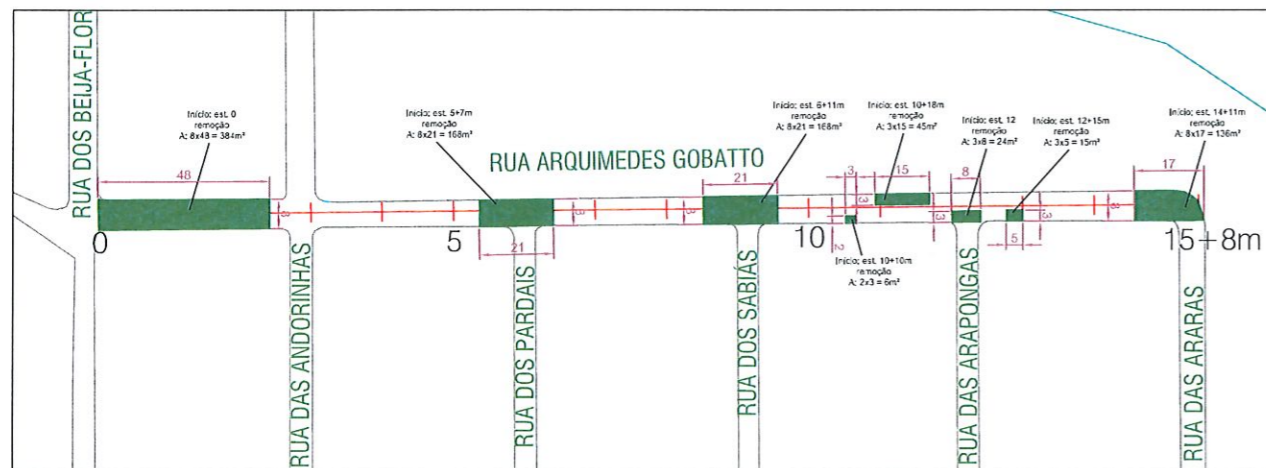 RUA DOS BEIJA-FLOR
Início: est. 0
remoção
A: 8x48 = 384m²
48
8
0
RUA DAS ANDORINHAS
Início: est. 5+7m
remoção
A: 8x21 = 168m²
5
21
8
RUA DOS PARDAIS
RUA ARQUIMEDES GOBATTO
Início: est. 6+11m
remoção
A: 8x21 = 168m²
21
8
RUA DOS SABIÁS
10
Início: est. 10+10m
remoção
A: 2x3 = 6m²
3
2
Início: est. 10+18m
remoção
A: 3x15 = 45m²
15
3
Início: est. 12
remoção
A: 3x8 = 24m²
8
3
RUA DAS ARAPONGAS
Início: est. 12+15m
remoção
A: 3x5 = 15m²
5
3
Início: est. 14+11m
remoção
A: 8x17 = 136m²
17
8
15+8m
RUA DAS ARARAS